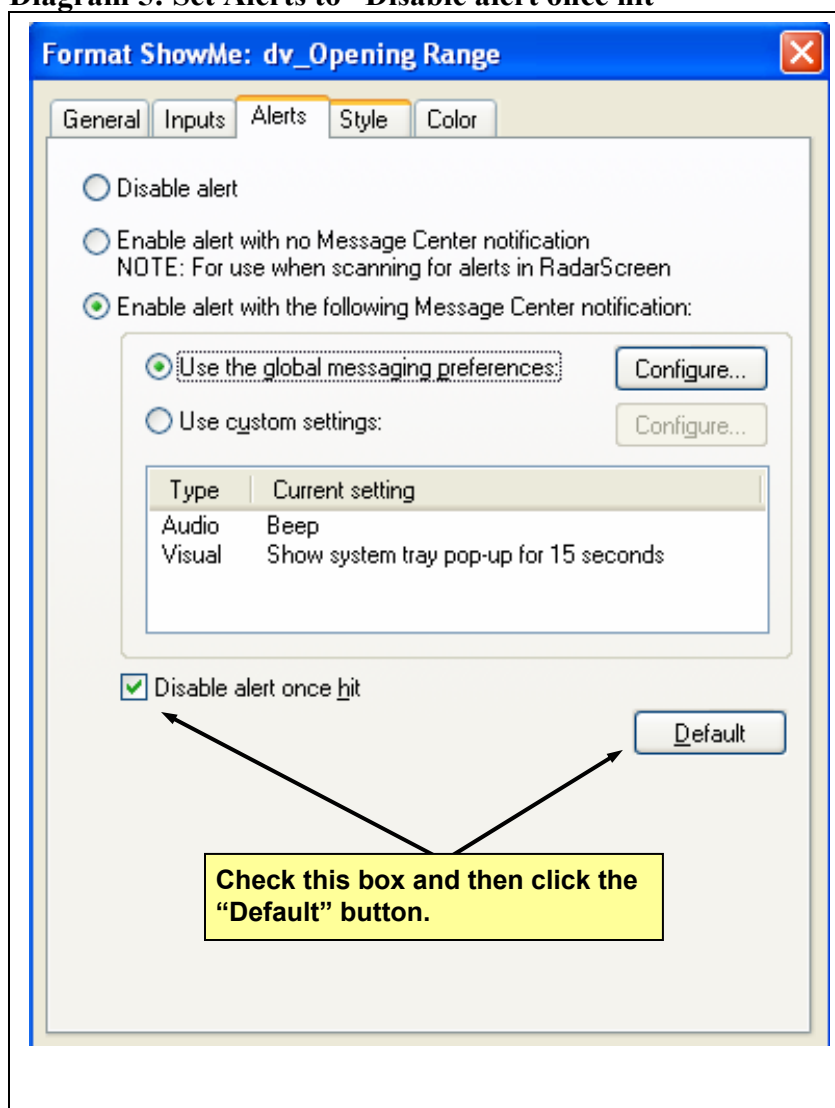 Diagram 5: Set Alerts to "Disable alert once hit"
Format ShowMe: dv_Opening Range
General Inputs Alerts Style Color
Disable alert
Enable alert with no Message Center notification
NOTE: For use when scanning for alerts in RadarScreen
Enable alert with the following Message Center notification:
Use the global messaging preferences: Configure...
Use custom settings: Configure...
Type Current setting
Audio Beep
Visual Show system tray pop-up for 15 seconds
Disable alert once hit
Default
Check this box and then click the
“Default” button.